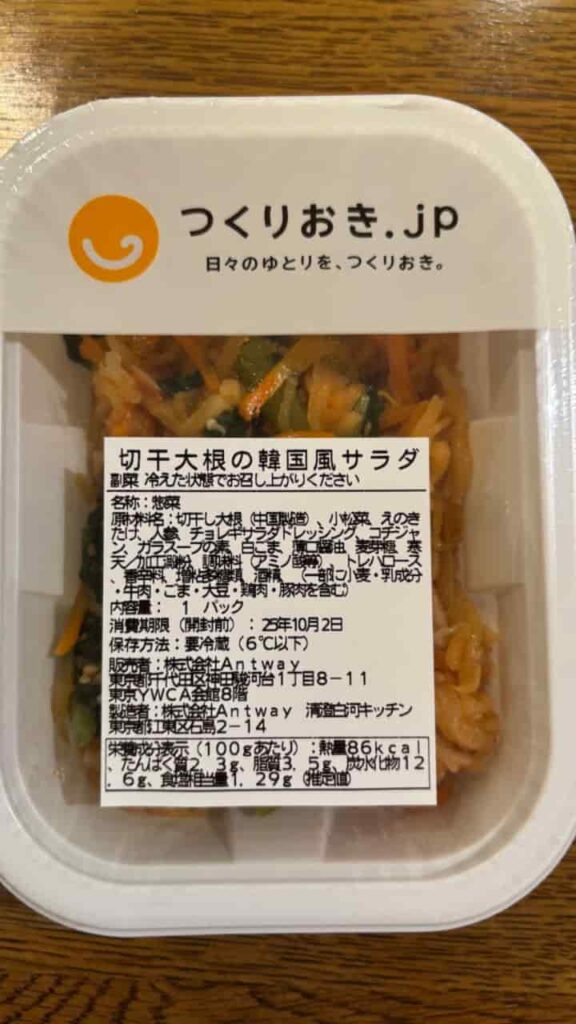 つくりおき.jp
日々のゆとりを、つくりおき。
切干大根の韓国風サラダ
副菜 冷えた状態でお召し上がりください
名称：惣菜
原材料名：切干し大根（中国製造）、小松菜、えのき
たけ、人参、チョレギサラダドレッシング、コチジャ
ン、ガラスープの素、白ごま、薄口醤油、麦芽糖、寒
天加工澱粉、調味料（アミノ酸等）、トレハロース
、香辛料、増粘多糖類、酒精、（一部に小麦・乳成分
・牛肉・ごま・大豆・鶏肉・豚肉を含む）
内容量： 1 パック
消費期限（開封前）：25年10月2日
保存方法：要冷蔵（6℃以下）
販売者：株式会社Antway
東京都千代田区神田駿河台1丁目8－11
東京YWCA会館8階
製造者：株式会社Antway 清澄白河キッチン
東京都江東区石島2－14
栄養成分表示（100gあたり）：熱量86kcal
、たんぱく質2．3g、脂質3．5g、炭水化物12
．6g、食塩相当量1．29g（推定値）